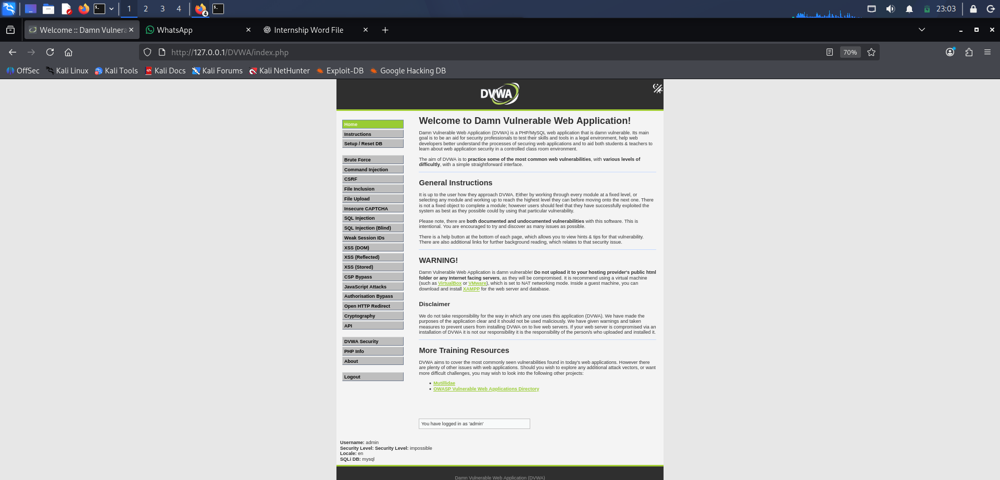 1 2 3 4 4 23:03
Welcome :: Damn Vulnera WhatsApp Internship Word File
http://127.0.0.1/DVWA/index.php 70%
OffSec Kali Linux Kali Tools Kali Docs Kali Forums Kali NetHunter Exploit-DB Google Hacking DB
DVWA
Home
Instructions
Setup / Reset DB
Brute Force
Command Injection
CSRF
File Inclusion
File Upload
Insecure CAPTCHA
SQL Injection
SQL Injection (Blind)
Weak Session IDs
XSS (DOM)
XSS (Reflected)
XSS (Stored)
CSP Bypass
JavaScript Attacks
Authorisation Bypass
Open HTTP Redirect
Cryptography
API
DVWA Security
PHP Info
About
Logout
Welcome to Damn Vulnerable Web Application!
Damn Vulnerable Web Application (DVWA) is a PHP/MySQL web application that is damn vulnerable. Its main
goal is to be an aid for security professionals to test their skills and tools in a legal environment, help web
developers better understand the processes of securing web applications and to aid both students & teachers to
learn about web application security in a controlled class room environment.
The aim of DVWA is to practice some of the most common web vulnerabilities, with various levels of
difficultly, with a simple straightforward interface.
General Instructions
It is up to the user how they approach DVWA. Either by working through every module at a fixed level, or
selecting any module and working up to reach the highest level they can before moving onto the next one. There
is not a fixed object to complete a module; however users should feel that they have successfully exploited the
system as best as they possible could by using that particular vulnerability.
Please note, there are both documented and undocumented vulnerabilities with this software. This is
intentional. You are encouraged to try and discover as many issues as possible.
There is a help button at the bottom of each page, which allows you to view hints & tips for that vulnerability.
There are also additional links for further background reading, which relates to that security issue.
WARNING!
Damn Vulnerable Web Application is damn vulnerable! Do not upload it to your hosting provider's public html
folder or any Internet facing servers, as they will be compromised. It is recommend using a virtual machine
(such as VirtualBox or VMware), which is set to NAT networking mode. Inside a guest machine, you can
download and install XAMPP for the web server and database.
Disclaimer
We do not take responsibility for the way in which any one uses this application (DVWA). We have made the
purposes of the application clear and it should not be used maliciously. We have given warnings and taken
measures to prevent users from installing DVWA on to live web servers. If your web server is compromised via an
installation of DVWA it is not our responsibility it is the responsibility of the person/s who uploaded and installed it.
More Training Resources
DVWA aims to cover the most commonly seen vulnerabilities found in today's web applications. However there
are plenty of other issues with web applications. Should you wish to explore any additional attack vectors, or want
more difficult challenges, you may wish to look into the following other projects:
• Mutillidae
• OWASP Vulnerable Web Applications Directory
You have logged in as 'admin'
Username: admin
Security Level: Security Level: impossible
Locale: en
SQLi DB: mysql
Damn Vulnerable Web Application (DVWA)